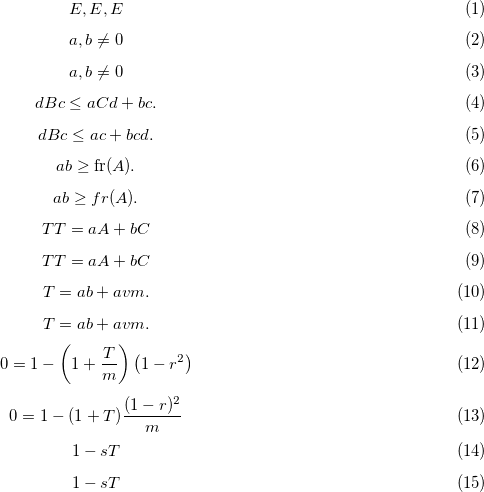 E, E, E (1)
a, b ≠ 0 (2)
a, b ≠ 0 (3)
dBc ≤ aCd + bc. (4)
dBc ≤ ac + bcd. (5)
ab ≥ fr(A). (6)
ab ≥ fr(A). (7)
TT = aA + bC (8)
TT = aA + bC (9)
T = ab + avm. (10)
T = ab + avm. (11)
0 = 1 − (1 + T/m) (1 − r²) (12)
0 = 1 − (1 + T) (1 − r)²/m (13)
1 − sT (14)
1 − sT (15)